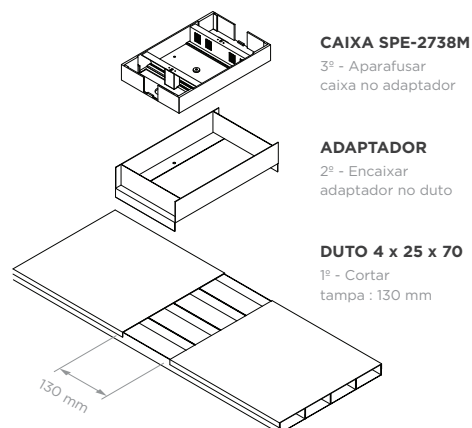 CAIXA SPE-2738M
3º - Aparafusar
caixa no adaptador
ADAPTADOR
2º - Encaixar
adaptador no duto
DUTO 4 x 25 x 70
1º - Cortar
tampa : 130 mm
130 mm